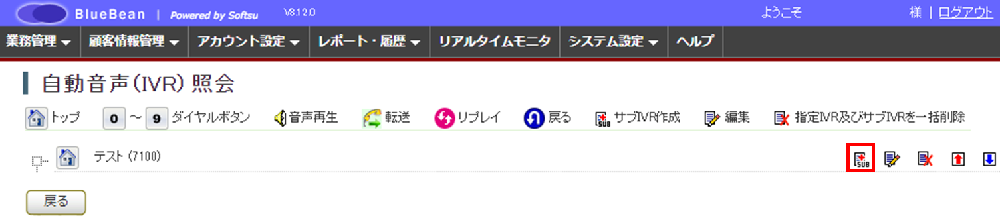 BlueBean | Powered by Softsu V8.12.0 ようこそ 様 | ログアウト
業務管理 顧客情報管理 アカウント設定 レポート・履歴 リアルタイムモニタ システム設定 ヘルプ
自動音声(IVR) 照会
トップ 0 ~ 9 ダイヤルボタン 音声再生 転送 リプレイ 戻る SUB サブIVR作成 編集 指定IVR及びサブIVRを一括削除
テスト (7100) SUB
戻る